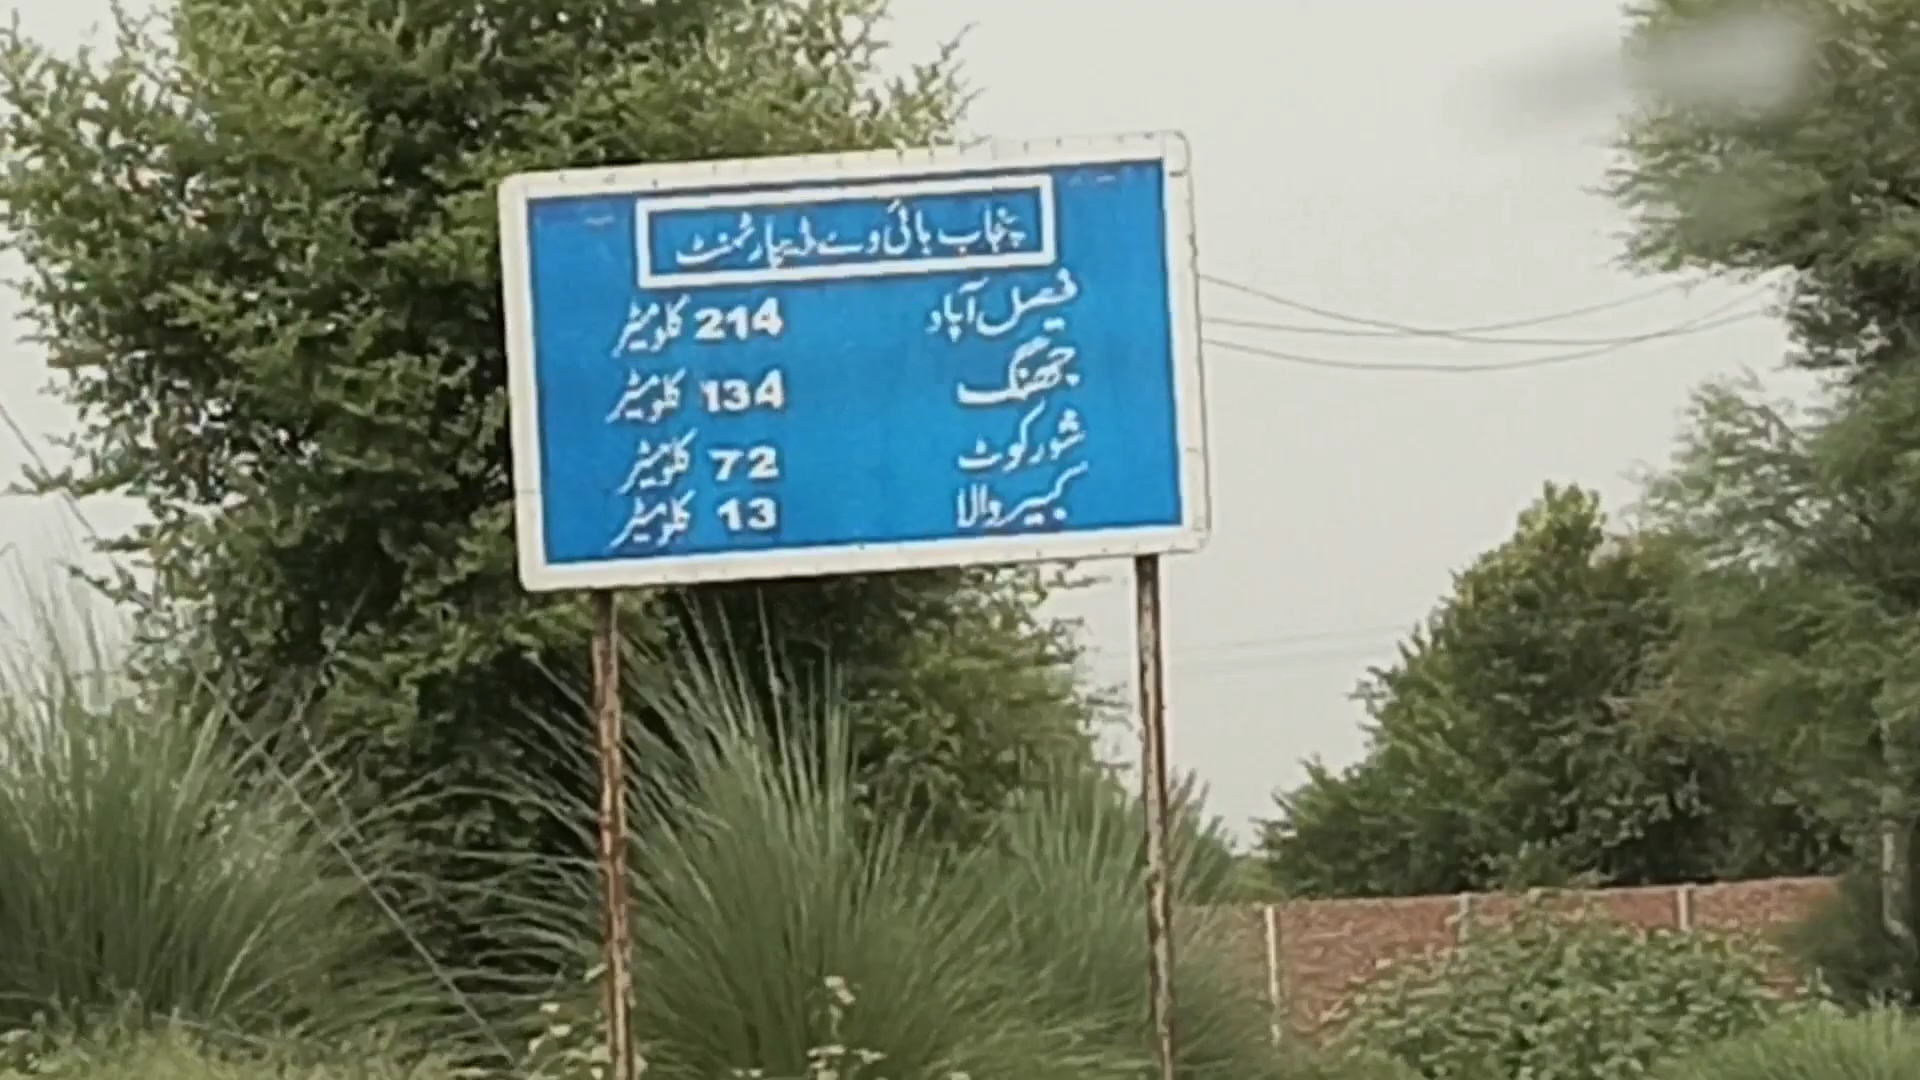 پنجاب ہائی وے ڈیپارٹمنٹ
فیصل آباد 214 کلومیٹر
جھنگ 134 کلومیٹر
شورکوٹ 72 کلومیٹر
کبیروالا 13 کلومیٹر